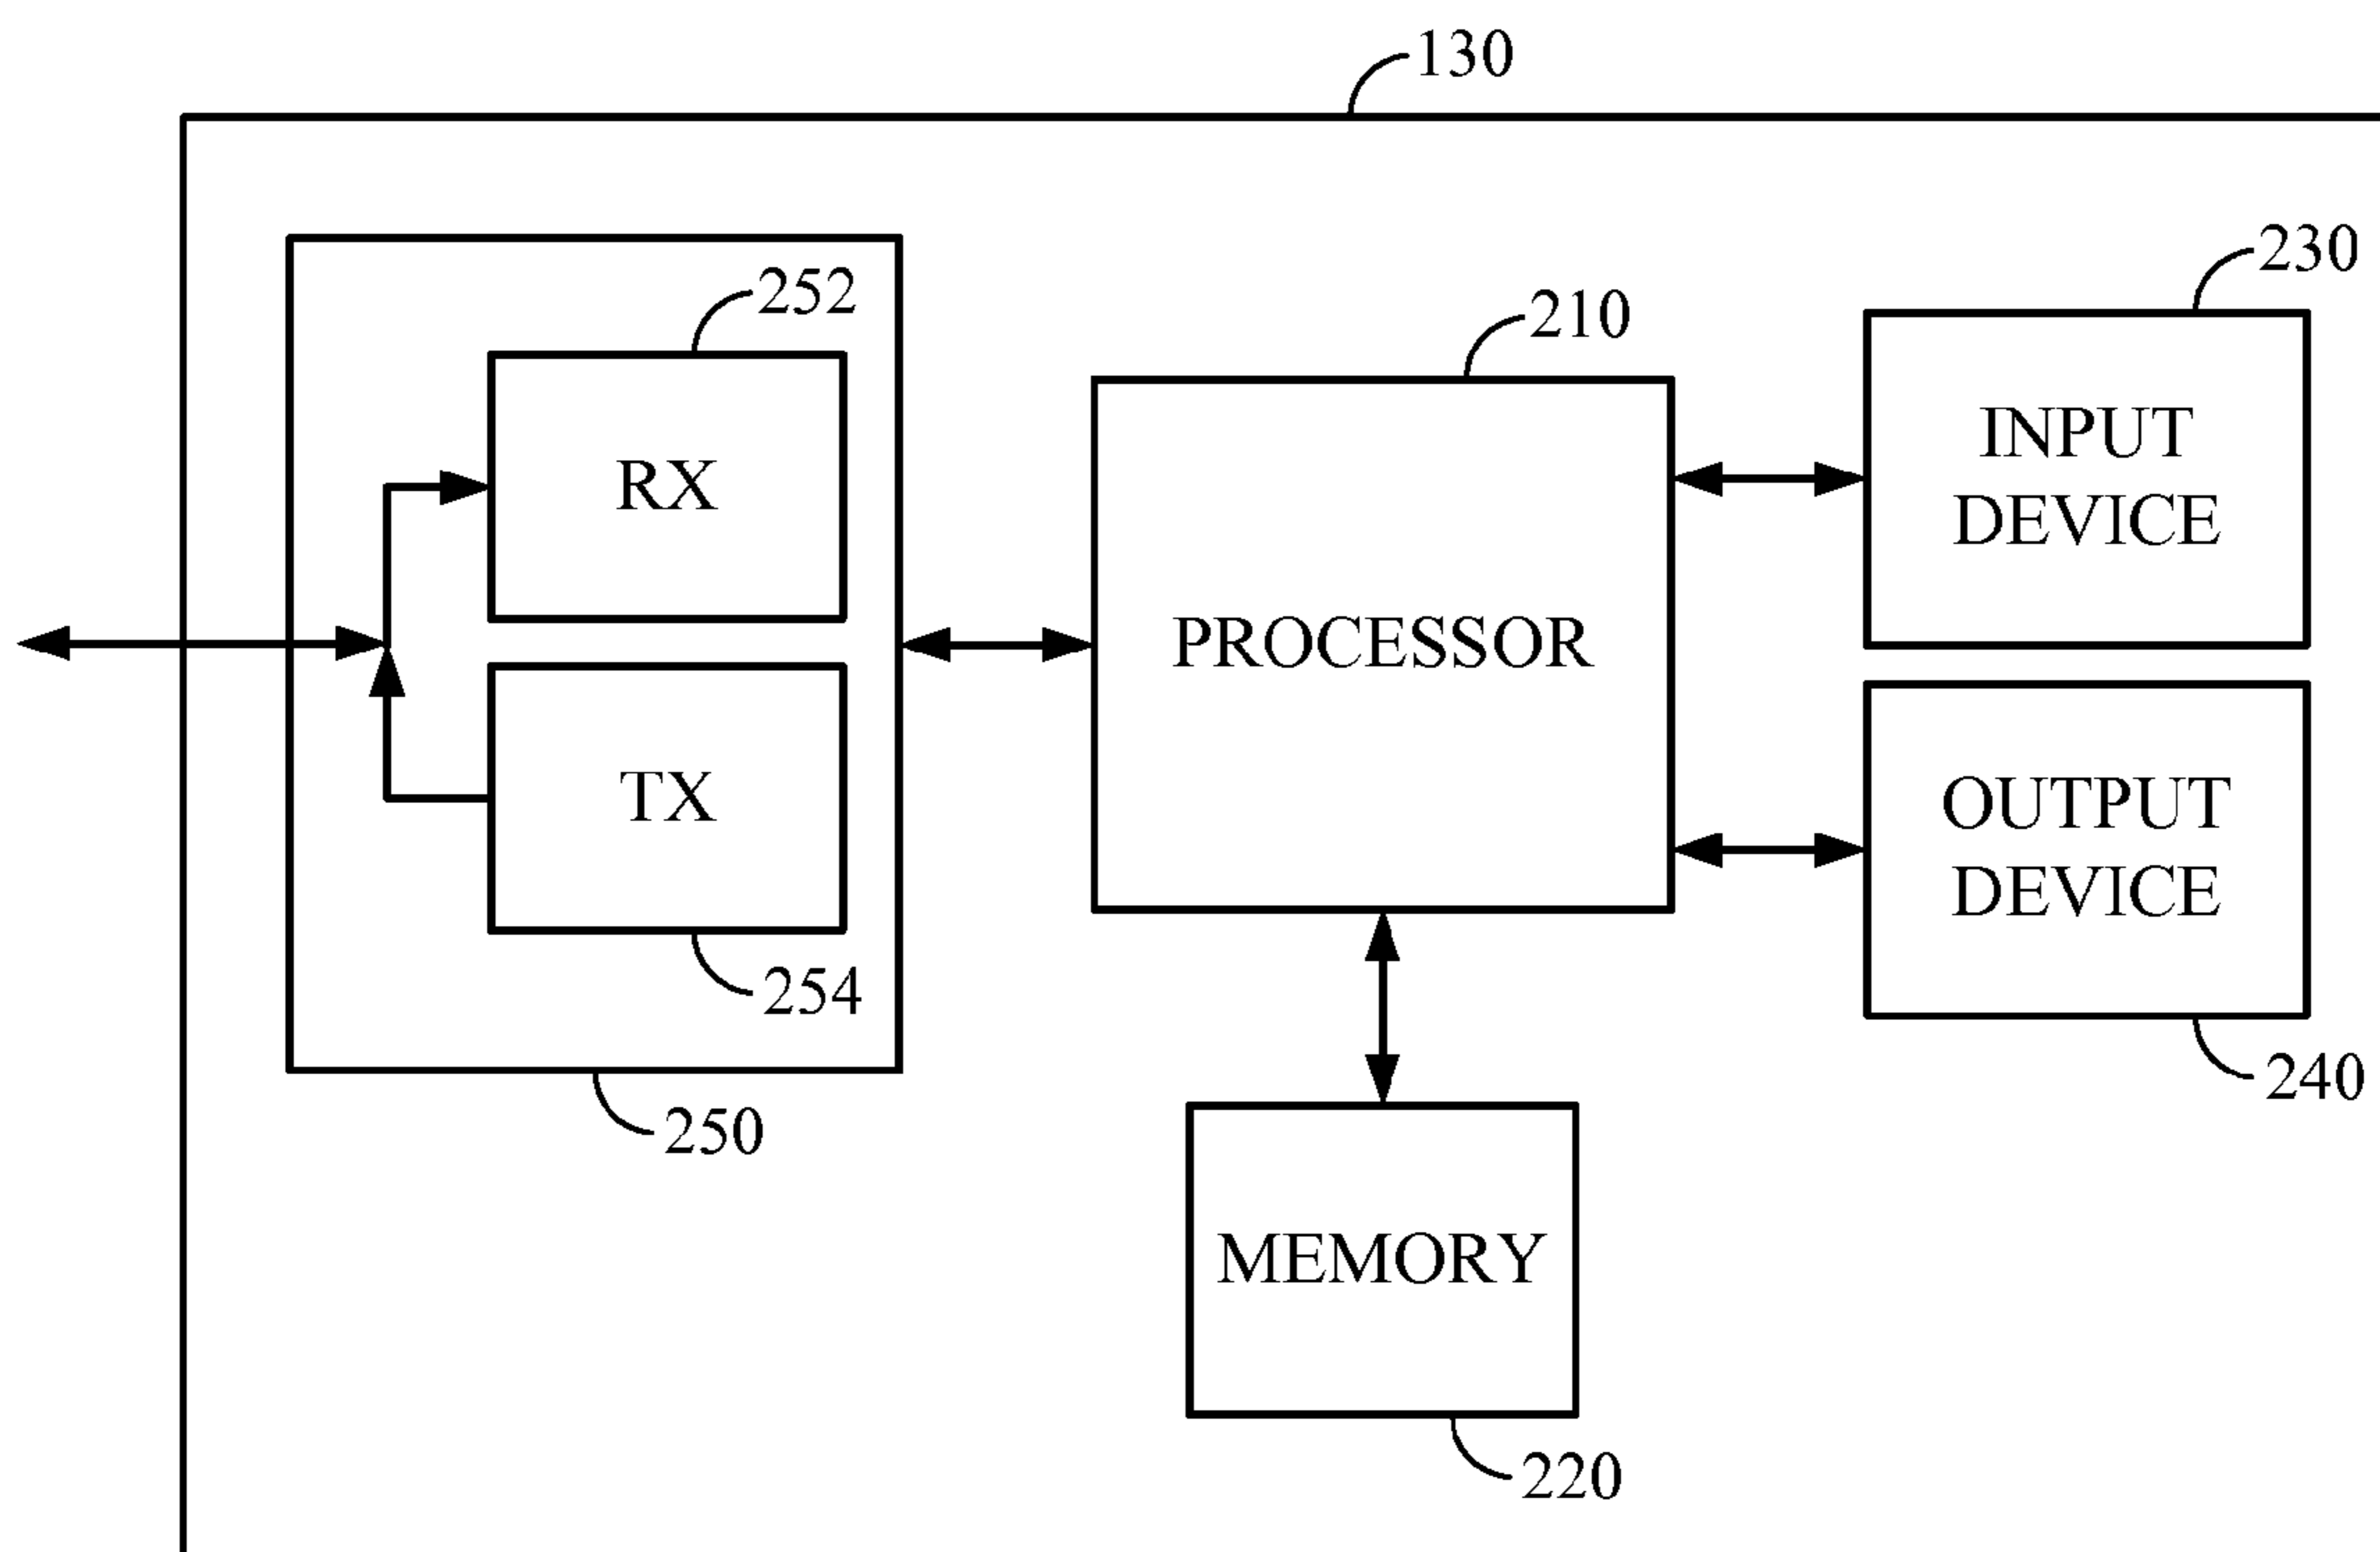 130
252
210
230
RX
INPUT
DEVICE
PROCESSOR
TX
OUTPUT
DEVICE
254
240
250
MEMORY
220